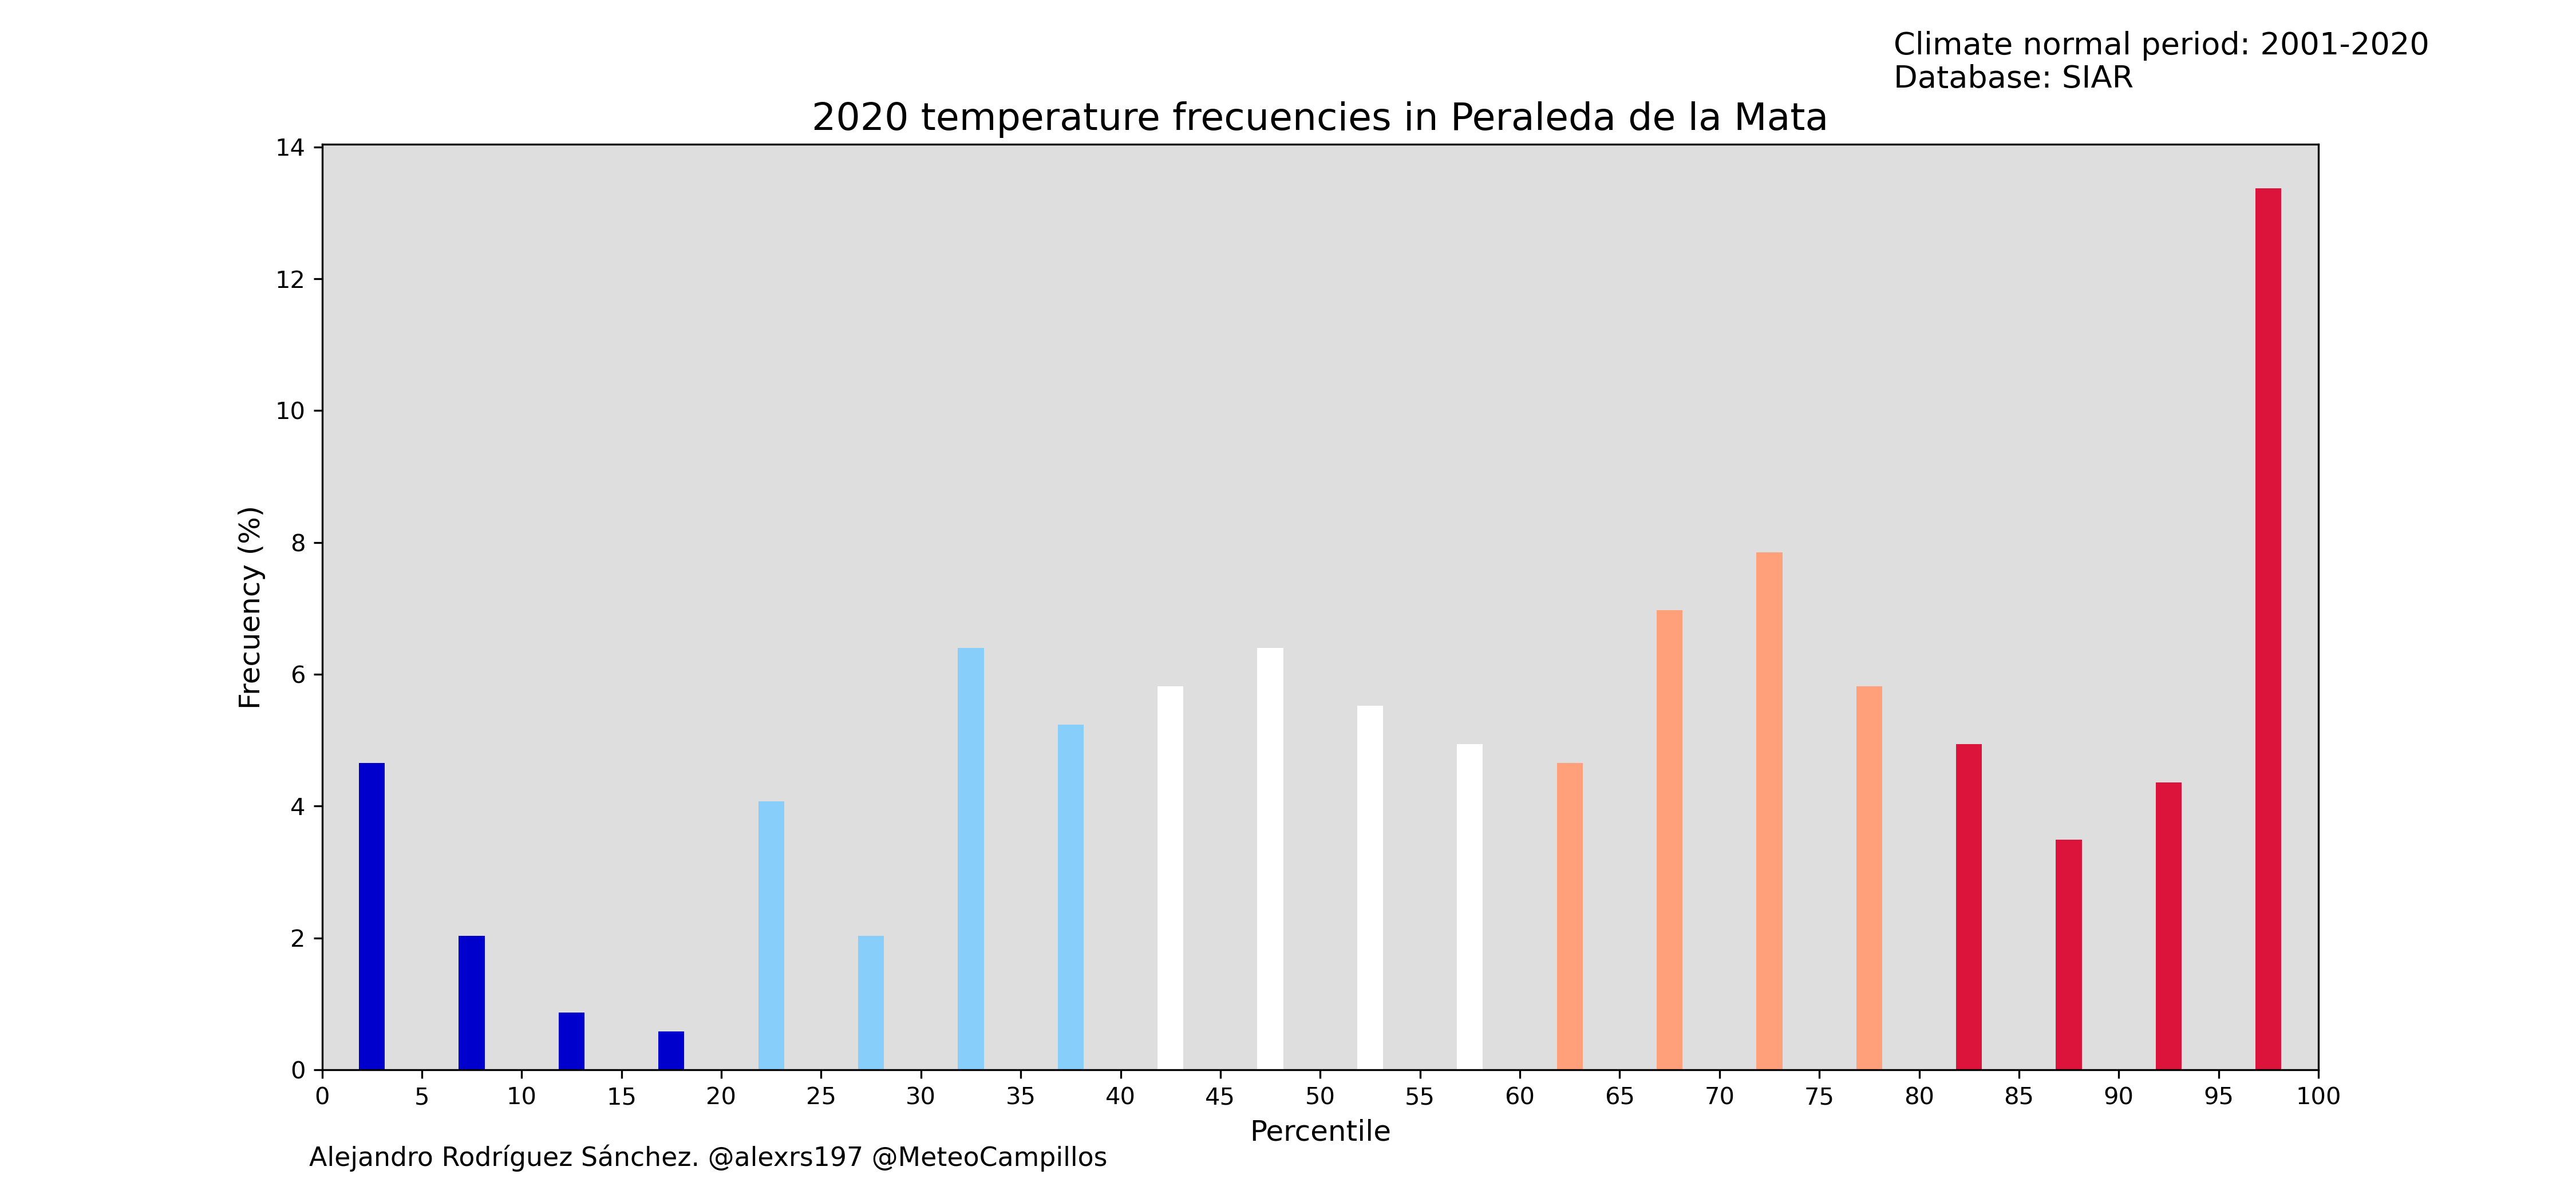 Climate normal period: 2001-2020
Database: SIAR
2020 temperature frecuencies in Peraleda de la Mata
14
12
10
8
6
4
2
0
Frecuency (%)
0 5 10 15 20 25 30 35 40 45 50 55 60 65 70 75 80 85 90 95 100
Percentile
Alejandro Rodríguez Sánchez. @alexrs197 @MeteoCampillos